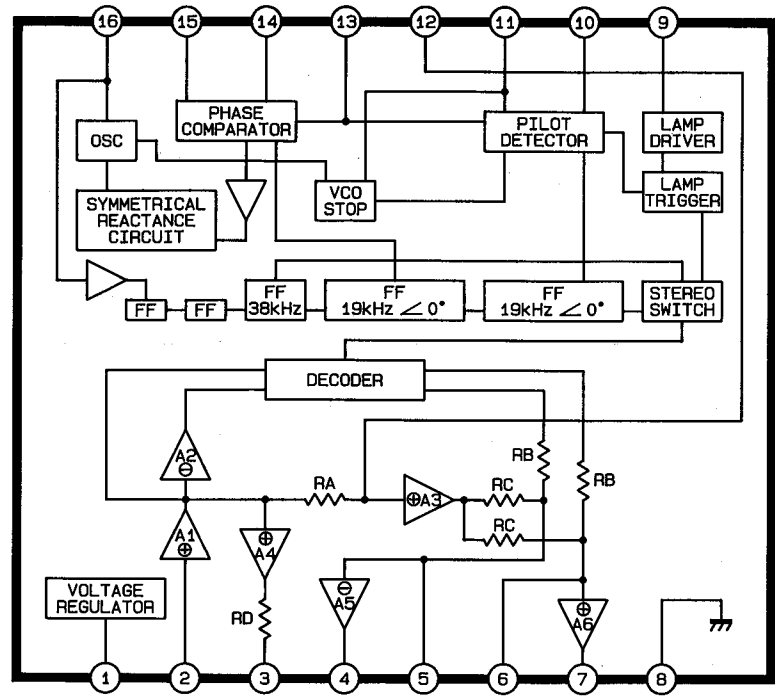 16 15 14 13 12 11 10 9
PHASE
COMPARATOR
OSC
PILOT
DETECTOR
LAMP
DRIVER
SYMMETRICAL
REACTANCE
CIRCUIT
VCO
STOP
LAMP
TRIGGER
FF
FF
FF
38kHz
FF
19kHz ∠ 0°
FF
19kHz ∠ 0°
STEREO
SWITCH
DECODER
A2
⊖
RB
RB
RA
⊕A3
RC
RC
A1
⊕
⊕
A4
VOLTAGE
REGULATOR
RD
⊖
A5
⊕
A6
1 2 3 4 5 6 7 8